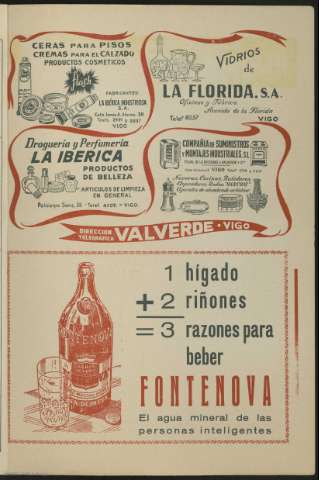 CERAS PARA PISOS
CREMAS PARA EL CALZADO
PRODUCTOS COSMETICOS
FABRICANTES
LA IBÉRICA INDUSTRIOSA
S. A.
VIGO
VIDRIOS
de
LA FLORIDA, S.A.
Oficinas y Fábrica
Avenida de la Florida
VIGO
Droguería y Perfumería
LA IBERICA
PRODUCTOS
DE BELLEZA
ARTICULOS DE LIMPIEZA
EN GENERAL
VIGO
COMPAÑIA DE SUMINISTROS
Y MONTAJES INDUSTRIALES, S.L.
VIGO
DIRECCION
TELEGRAFICA
VALVERDE - VIGO
1 hígado
+ 2 riñones
= 3 razones para
beber
FONTENOVA
FONTENOVA
El agua mineral de las
personas inteligentes